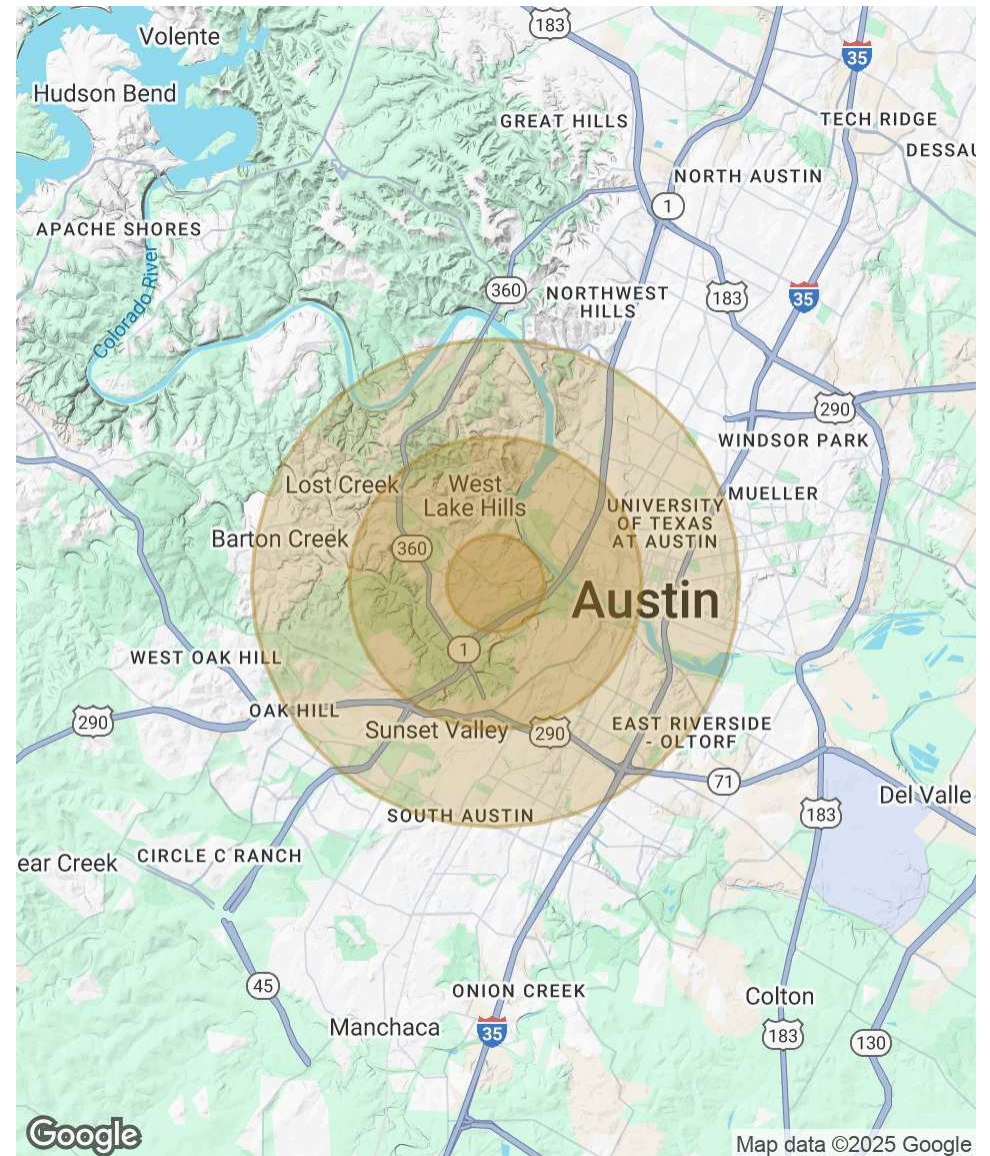 183
Volente
35
Hudson Bend
GREAT HILLS
TECH RIDGE
DESSAU
NORTH AUSTIN
1
APACHE SHORES
Colorado River
360
NORTHWEST
HILLS
183
35
290
WINDSOR PARK
Lost Creek
West
Lake Hills
MUELLER
UNIVERSITY
OF TEXAS
AT AUSTIN
Barton Creek
360
Austin
1
WEST OAK HILL
OAK HILL
290
Sunset Valley
290
EAST RIVERSIDE
- OLTORF
71
Del Valle
183
SOUTH AUSTIN
ear Creek
CIRCLE C RANCH
45
ONION CREEK
Colton
Manchaca
35
183
130
Google
Map data ©2025 Google